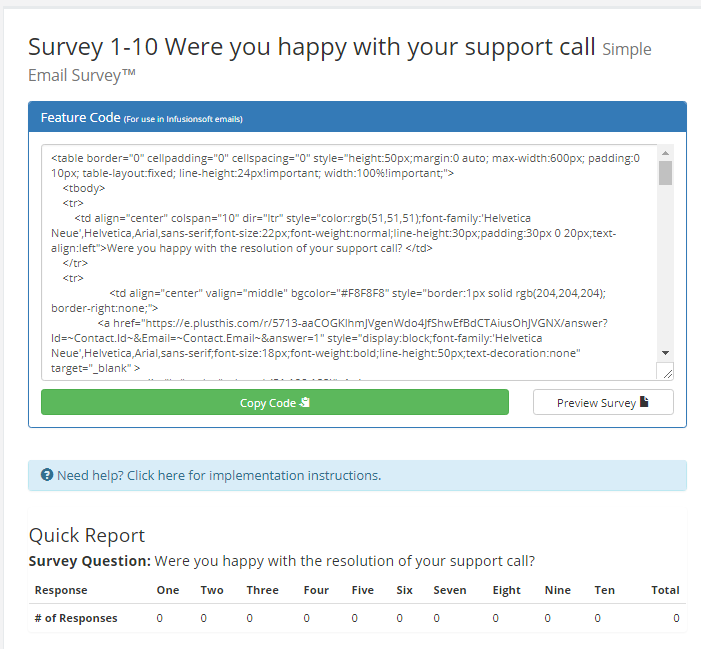 Survey 1-10 Were you happy with your support call Simple
Email Survey™
Feature Code (For use in Infusionsoft emails)
<table border="0" cellpadding="0" cellspacing="0" style="height:50px;margin:0 auto; max-width:600px; padding:0
10px; table-layout:fixed; line-height:24px!important; width:100%!important;">
<tbody>
<tr>
<td align="center" colspan="10" dir="ltr" style="color:rgb(51,51,51);font-family:'Helvetica
Neue',Helvetica,Arial,sans-serif;font-size:22px;font-weight:normal;line-height:30px;padding:30px 0 20px;text-
align:left">Were you happy with the resolution of your support call? </td>
</tr>
<tr>
<td align="center" valign="middle" bgcolor="#F8F8F8" style="border:1px solid rgb(204,204,204);
border-right:none;">
<a href="https://e.plusthis.com/r/5713-aaCOGKlhmJVgenWdo4JfShwEfBdCTAiusOhJVGNX/answer?
Id=~Contact.Id~&Email=~Contact.Email~&answer=1" style="display:block;font-family:'Helvetica
Neue',Helvetica,Arial,sans-serif;font-size:18px;font-weight:bold;line-height:50px;text-decoration:none"
target="_blank" >
Copy Code
Preview Survey
Need help? Click here for implementation instructions.
Quick Report
Survey Question: Were you happy with the resolution of your support call?
Response One Two Three Four Five Six Seven Eight Nine Ten Total
# of Responses 0 0 0 0 0 0 0 0 0 0 0